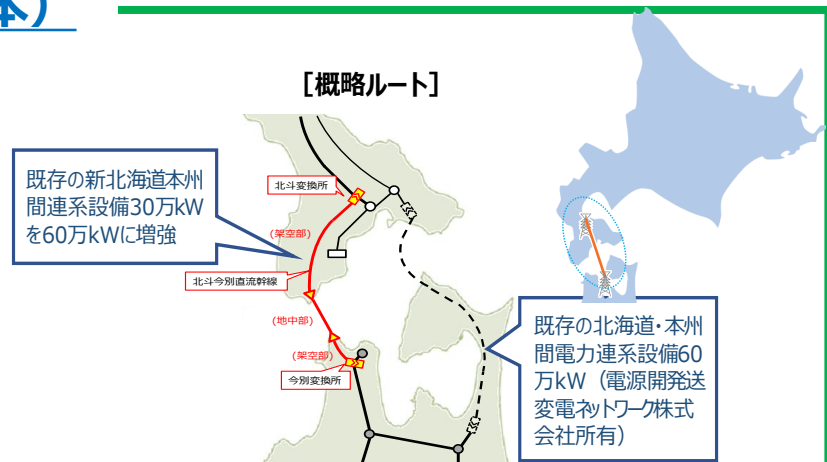 本）
［概略ルート］
既存の新北海道本州
間連系設備30万kW
を60万kWに増強
北斗変換所
(架空部)
北斗今別直流幹線
(地中部)
(架空部)
今別変換所
既存の北海道・本州
間電力連系設備60
万kW（電源開発送
変電ネットワーク株式
会社所有）